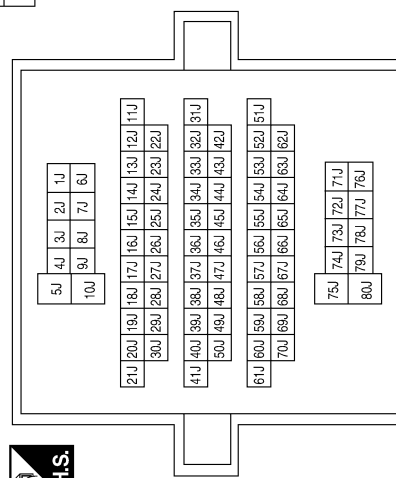 H.S.
5J 4J 3J 2J 1J
10J 9J 8J 7J 6J
21J 20J 19J 18J 17J 16J 15J 14J 13J 12J 11J
30J 29J 28J 27J 26J 25J 24J 23J 22J
41J 40J 39J 38J 37J 36J 35J 34J 33J 32J 31J
50J 49J 48J 47J 46J 45J 44J 43J 42J
61J 60J 59J 58J 57J 56J 55J 54J 53J 52J 51J
70J 69J 68J 67J 66J 65J 64J 63J 62J
75J 74J 73J 72J 71J
80J 79J 78J 77J 76J